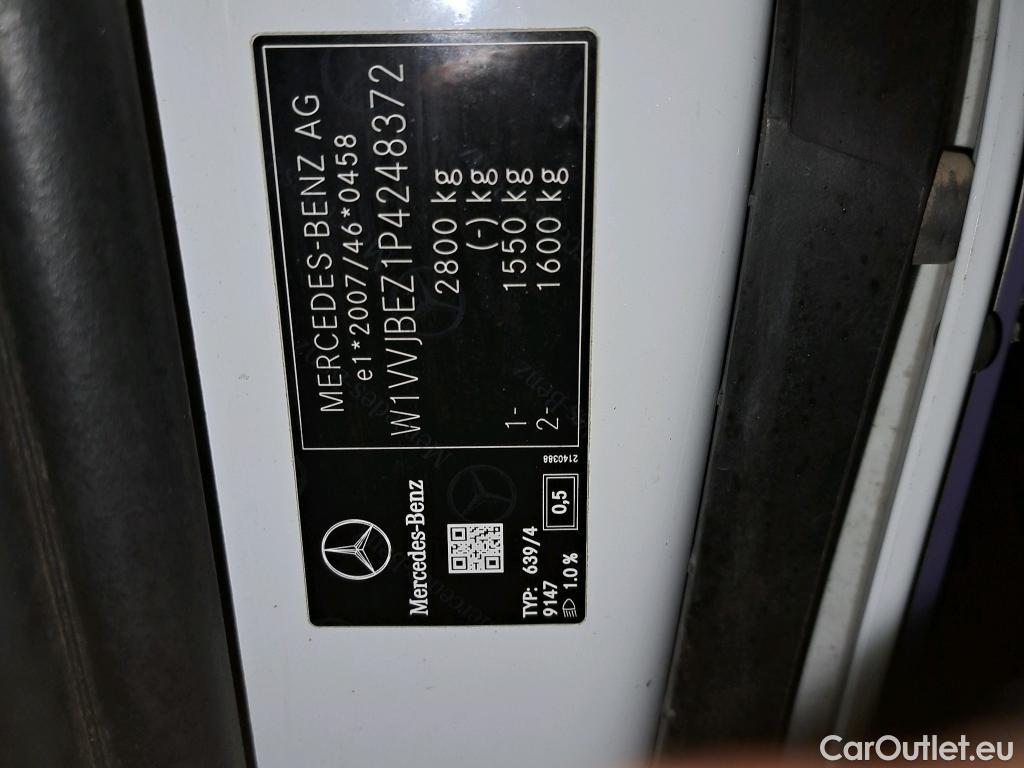 MERCEDES-BENZ AG
e1*2007/46*0458
W1VVJBEZ1P4248372
2800 kg
(-) kg
1- 1550 kg
2- 1600 kg
2140388
Mercedes-Benz
TYP: 639/4
9147
1.0 %
0,5
CarOutlet.eu